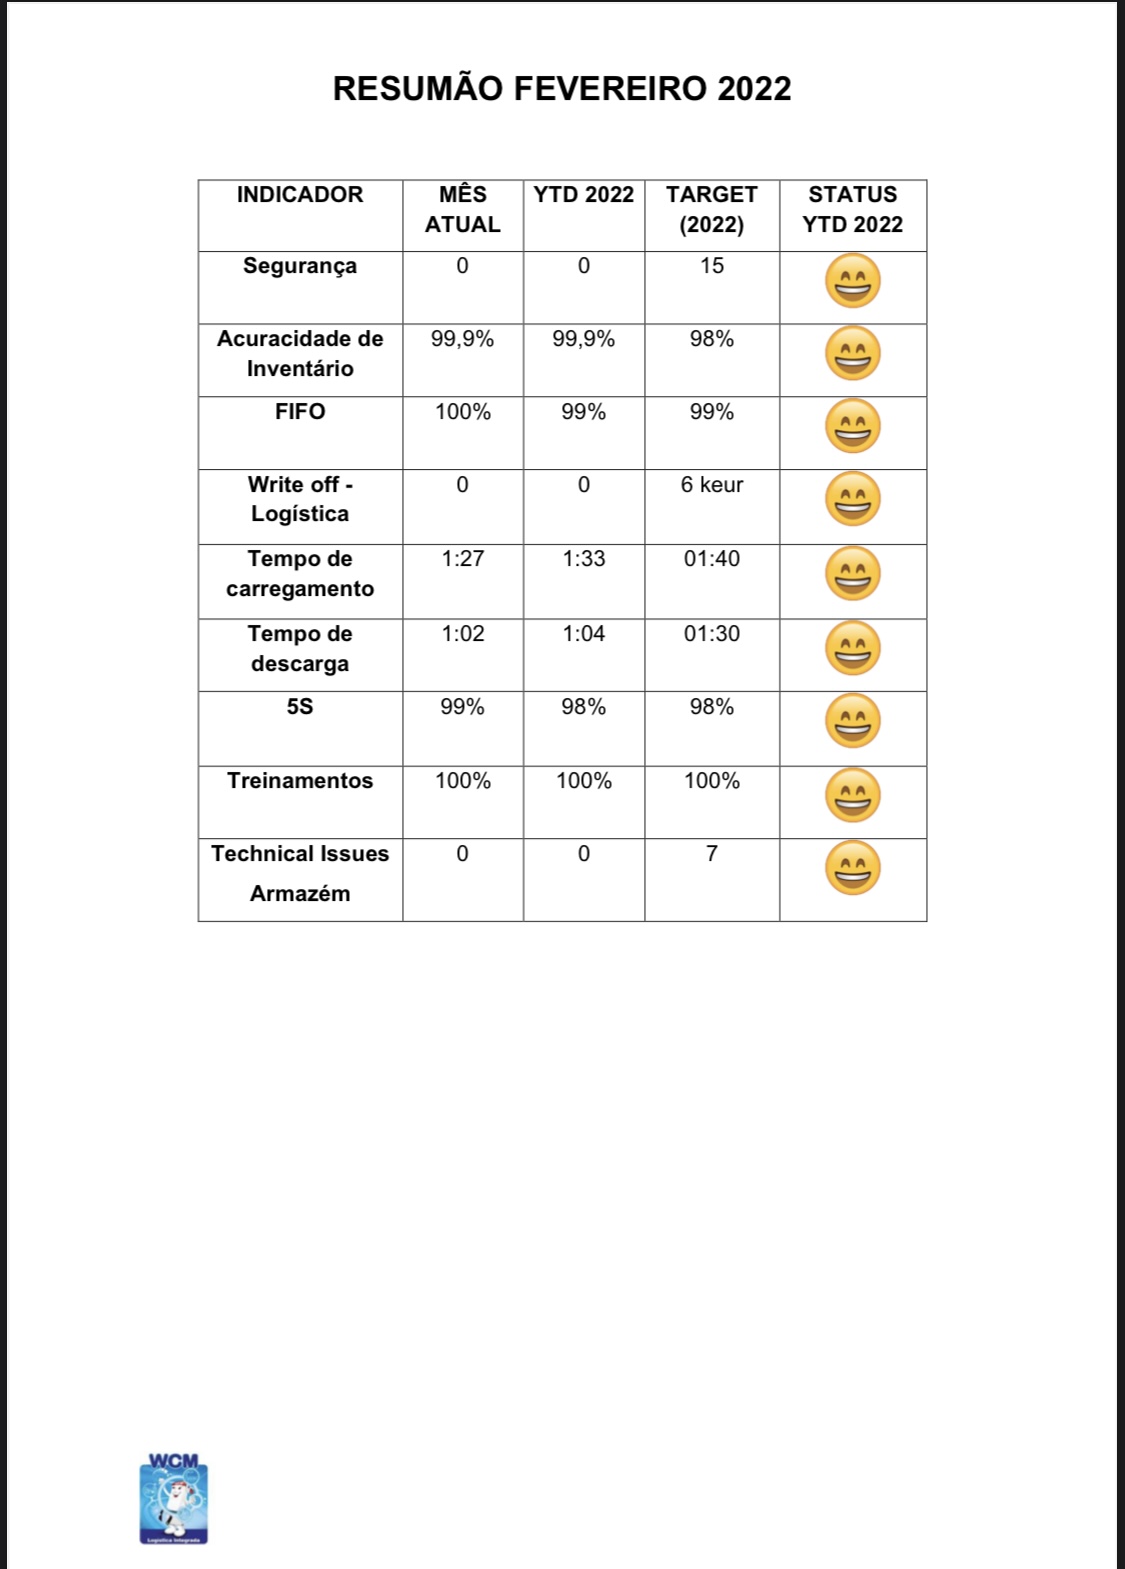 RESUMÃO FEVEREIRO 2022
INDICADOR MÊS ATUAL YTD 2022 TARGET (2022) STATUS YTD 2022
Segurança 0 0 15
Acuracidade de Inventário 99,9% 99,9% 98%
FIFO 100% 99% 99%
Write off - Logística 0 0 6 keur
Tempo de carregamento 1:27 1:33 01:40
Tempo de descarga 1:02 1:04 01:30
5S 99% 98% 98%
Treinamentos 100% 100% 100%
Technical Issues Armazém 0 0 7
WCM
Logística Integrada